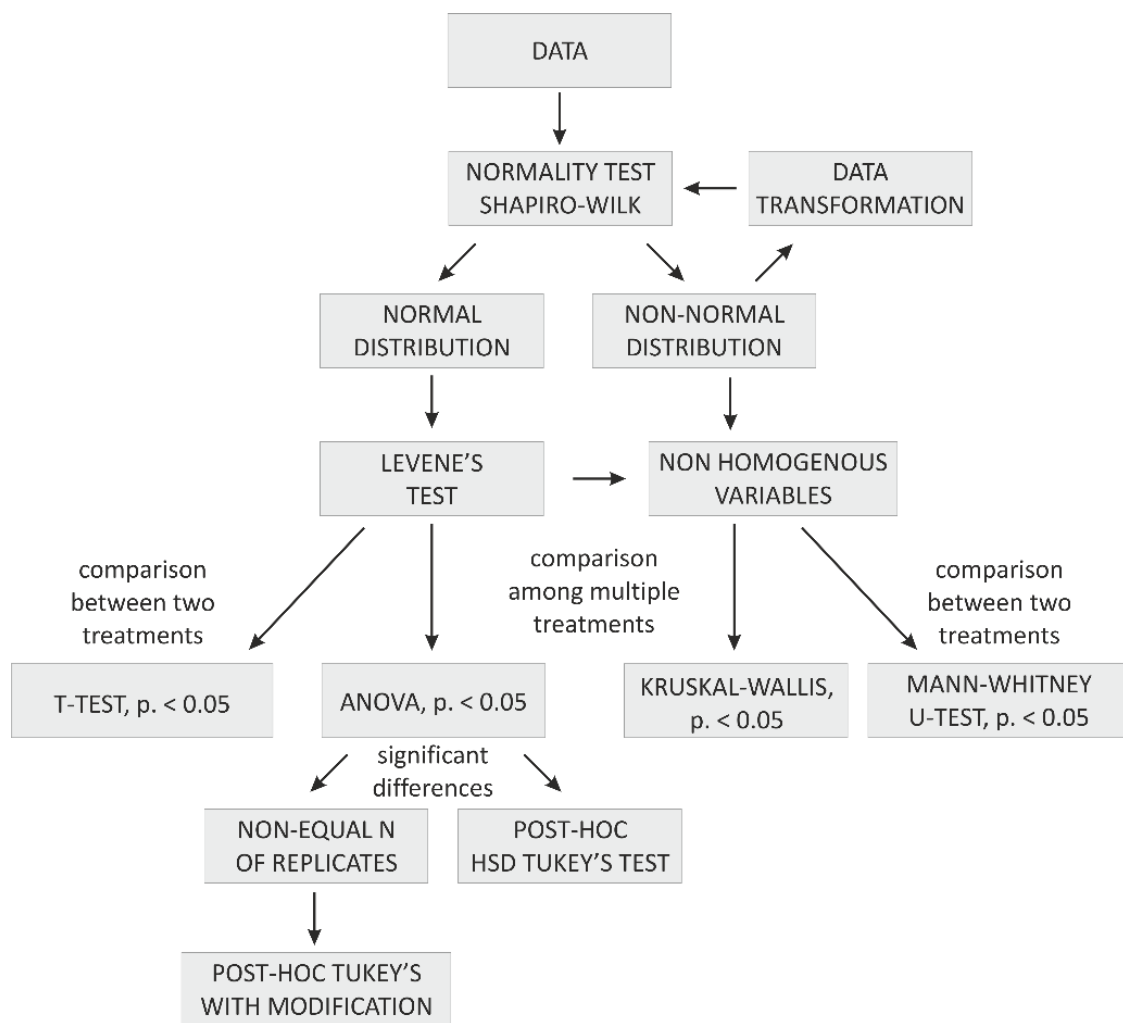 DATA
NORMALITY TEST
SHAPIRO-WILK
DATA
TRANSFORMATION
NORMAL
DISTRIBUTION
NON-NORMAL
DISTRIBUTION
LEVENE'S
TEST
NON HOMOGENOUS
VARIABLES
comparison
between two
treatments
comparison
among multiple
treatments
comparison
between two
treatments
T-TEST, p. < 0.05
ANOVA, p. < 0.05
KRUSKAL-WALLIS,
p. < 0.05
MANN-WHITNEY
U-TEST, p. < 0.05
significant
differences
NON-EQUAL N
OF REPLICATES
POST-HOC
HSD TUKEY'S TEST
POST-HOC TUKEY'S
WITH MODIFICATION